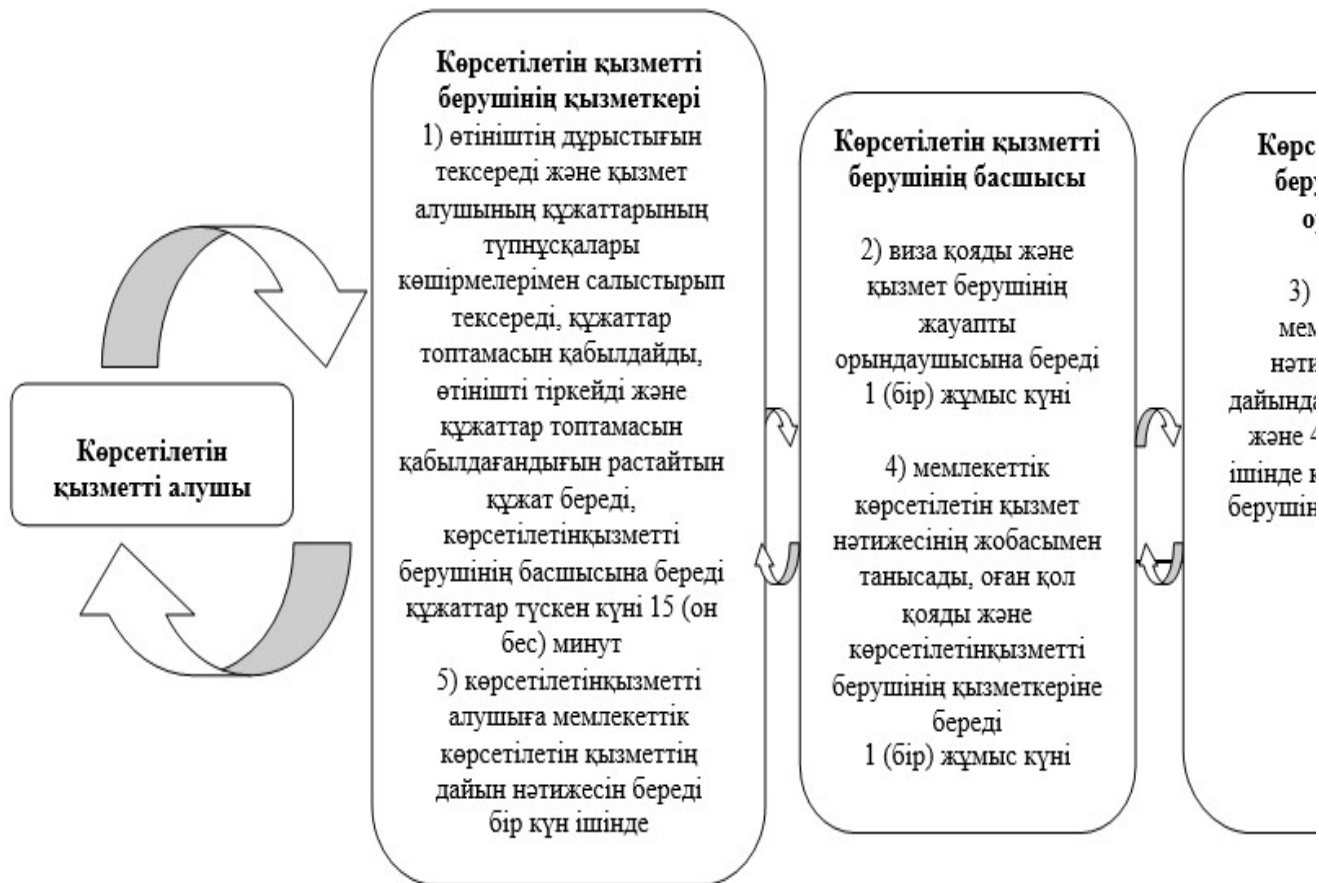 Көрсетілетін
қызметті алушы
Көрсетілетін қызметті
берушінің қызметкері
1) өтініштің дұрыстығын
тексереді және қызмет
алушының құжаттарының
түпнұсқалары
көшірмелерімен салыстырып
тексереді, құжаттар
топтамасын қабылдайды,
өтінішті тіркейді және
құжаттар топтамасын
қабылдағандығын растайтын
құжат береді,
көрсетілетінқызметті
берушінің басшысына береді
құжаттар түскен күні 15 (он
бес) минут
5) көрсетілетінқызметті
алушыға мемлекеттік
көрсетілетін қызметтің
дайын нәтижесін береді
бір күн ішінде
Көрсетілетін қызметті
берушінің басшысы
2) виза қояды және
қызмет берушінің
жауапты
орындаушысына береді
1 (бір) жұмыс күні
4) мемлекеттік
көрсетілетін қызмет
нәтижесінің жобасымен
танысады, оған қол
қояды және
көрсетілетінқызметті
берушінің қызметкеріне
береді
1 (бір) жұмыс күні
3)
және 4
ішінде